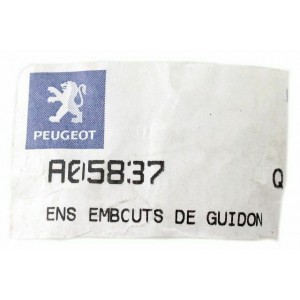 PEUGEOT
A05837
Q
ENS EMBCUTS DE GUIDON